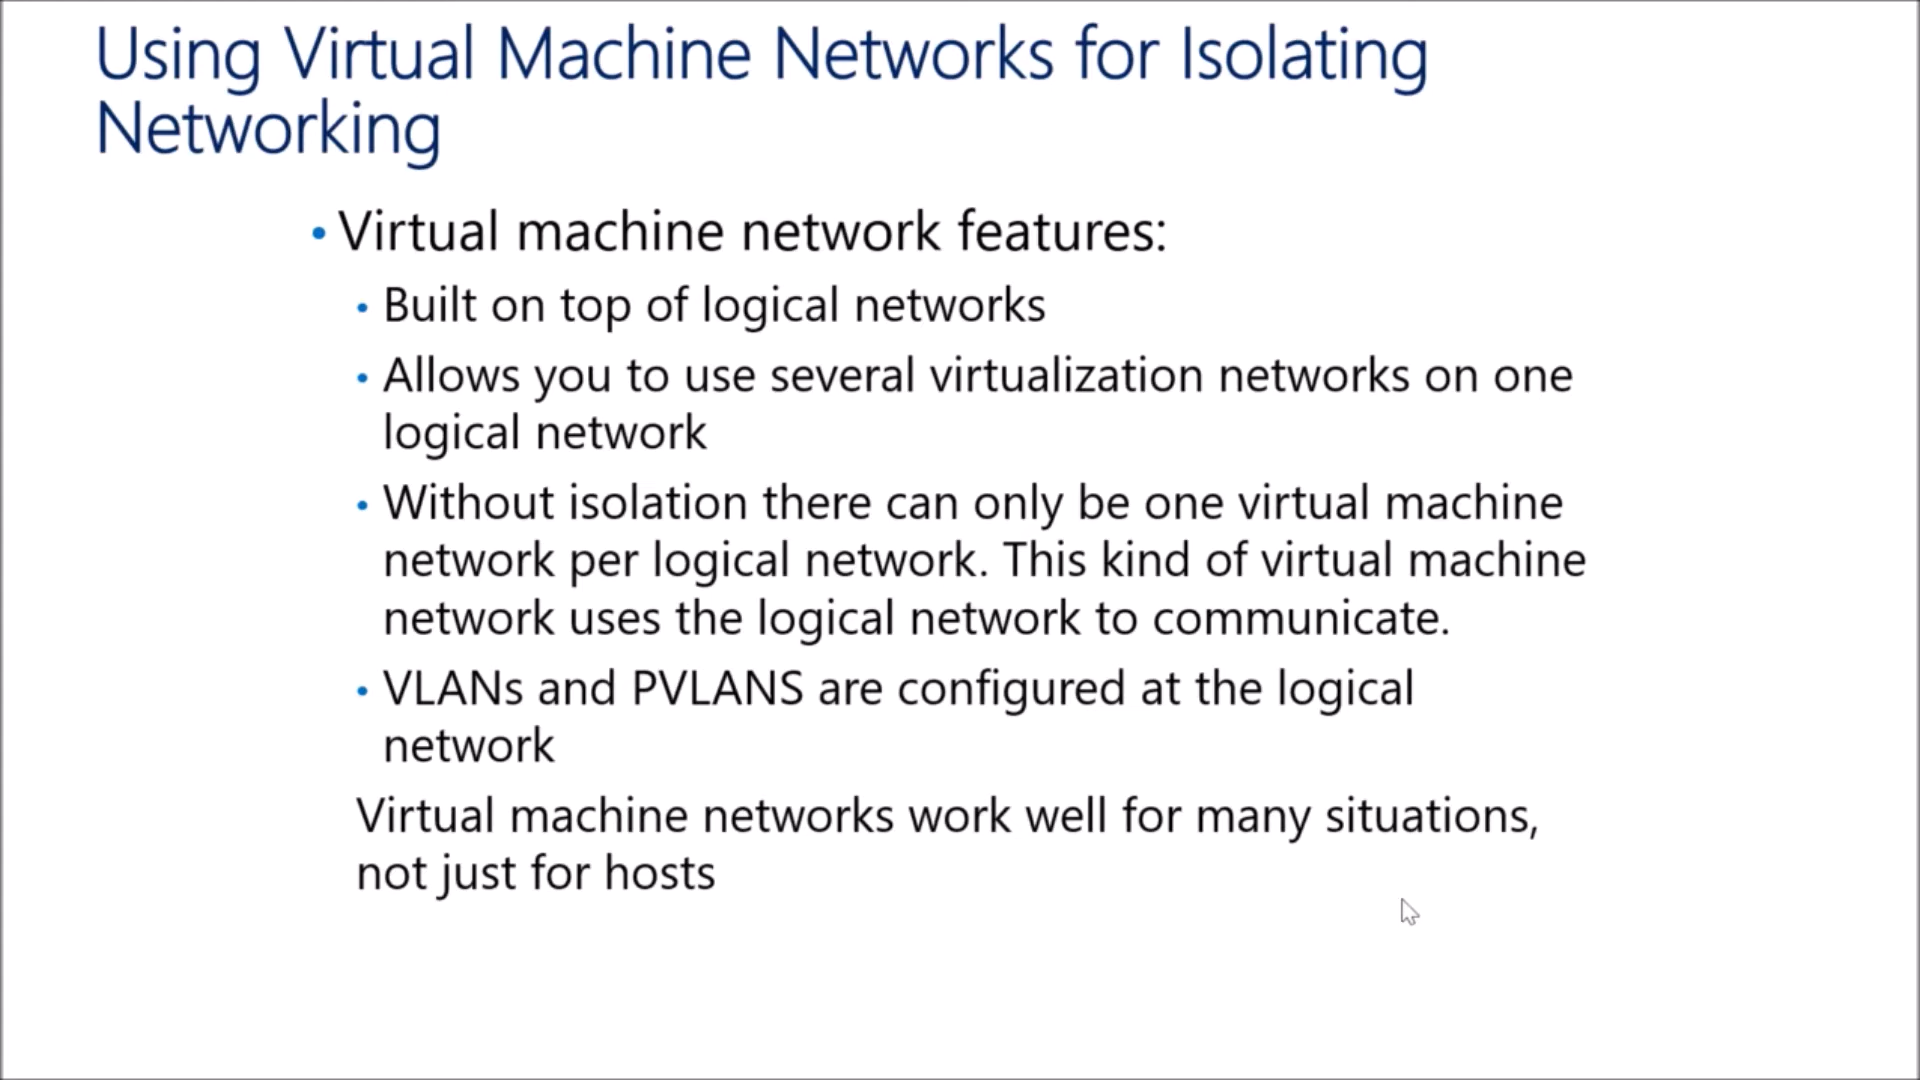 Using Virtual Machine Networks for Isolating
Networking
• Virtual machine network features:
• Built on top of logical networks
• Allows you to use several virtualization networks on one
logical network
• Without isolation there can only be one virtual machine
network per logical network. This kind of virtual machine
network uses the logical network to communicate.
• VLANs and PVLANS are configured at the logical
network
Virtual machine networks work well for many situations,
not just for hosts